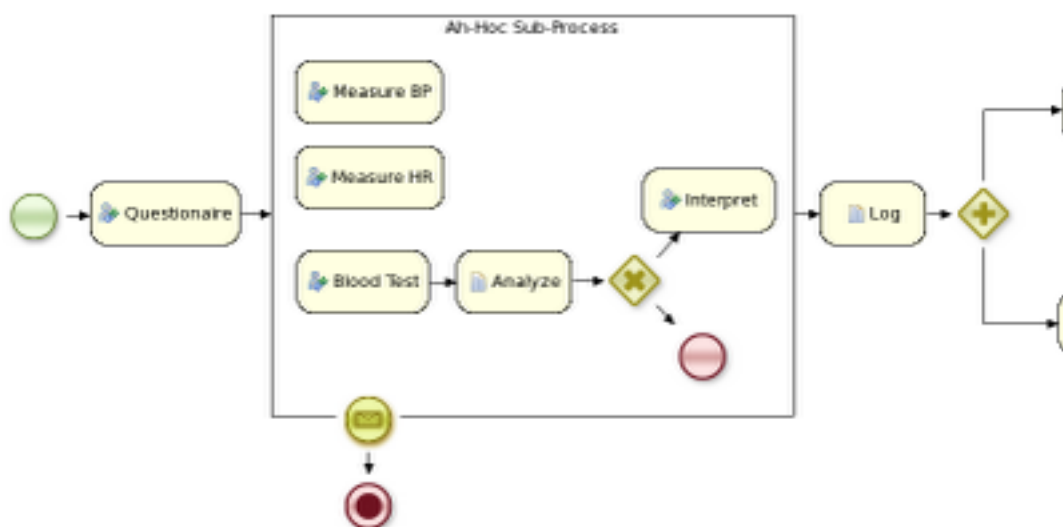 Ah-Hoc Sub-Process
Measure BP
Measure HR
Interpret
Questionaire
Log
Blood Test
Analyze